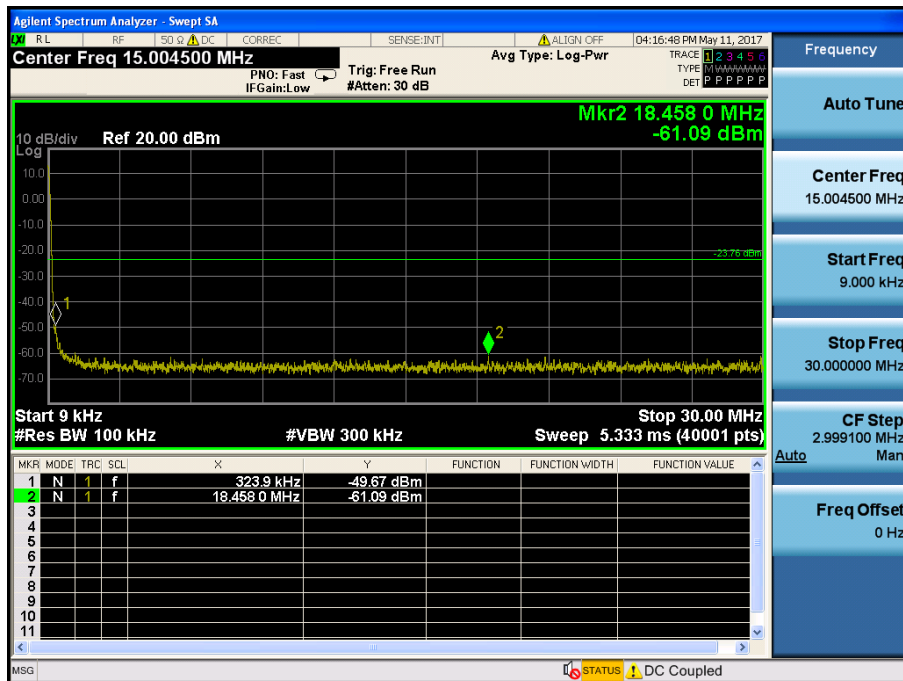 Agilent Spectrum Analyzer - Swept SA
LXI RL RF 50 Ω DC CORREC SENSE:INT ALIGN OFF 04:16:48 PM May 11, 2017
Center Freq 15.004500 MHz
PNO: Fast
IFGain:Low
Trig: Free Run
#Atten: 30 dB
Avg Type: Log-Pwr
TRACE 1 2 3 4 5 6
TYPE MWWWWW
DET P P P P P P
Mkr2 18.458 0 MHz
-61.09 dBm
10 dB/div Ref 20.00 dBm
Log
10.0
0.00
-10.0
-20.0
-23.76 dBm
-30.0
-40.0
1
-50.0
2
-60.0
-70.0
Start 9 kHz Stop 30.00 MHz
#Res BW 100 kHz #VBW 300 kHz Sweep 5.333 ms (40001 pts)
MKR MODE TRC SCL X Y FUNCTION FUNCTION WIDTH FUNCTION VALUE
1 N 1 f 323.9 kHz -49.67 dBm
2 N 1 f 18.458 0 MHz -61.09 dBm
3
4
5
6
7
8
9
10
11
MSG STATUS DC Coupled
Frequency
Auto Tune
Center Freq
15.004500 MHz
Start Freq
9.000 kHz
Stop Freq
30.000000 MHz
CF Step
2.999100 MHz
Auto Man
Freq Offset
0 Hz